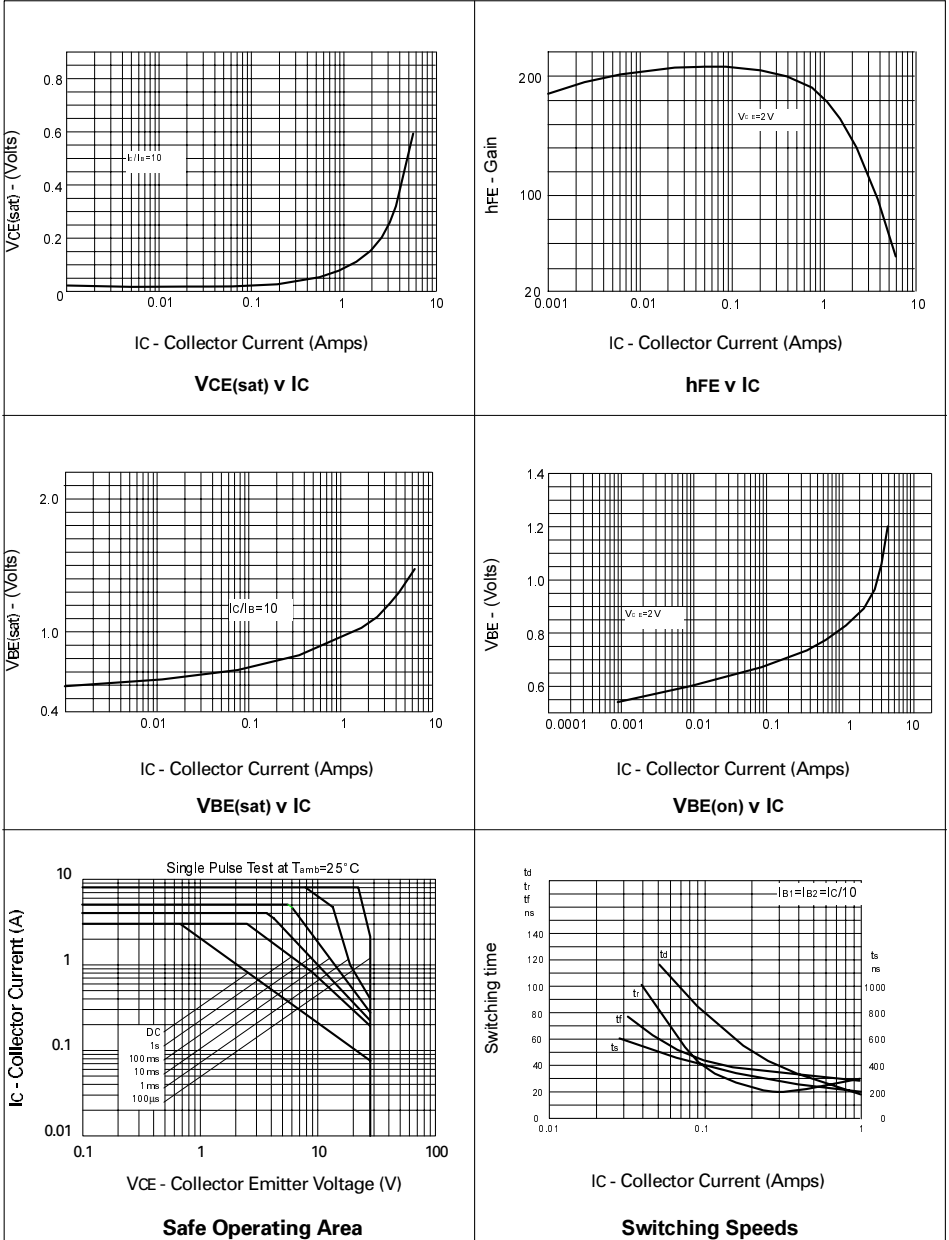 VCE(sat) - (Volts)
0.8
0.6
0.4
0.2
0
IC/IB=10
0.01
0.1
1
10
IC - Collector Current (Amps)
VCE(sat) v IC
hFE - Gain
200
100
20
VCE=2V
0.001
0.01
0.1
1
10
IC - Collector Current (Amps)
hFE v IC
VBE(sat) - (Volts)
2.0
1.0
0.4
IC/IB=10
0.01
0.1
1
10
IC - Collector Current (Amps)
VBE(sat) v IC
VBE - (Volts)
1.4
1.2
1.0
0.8
0.6
VCE=2V
0.0001
0.001
0.01
0.1
1
10
IC - Collector Current (Amps)
VBE(on) v IC
Single Pulse Test at Tamb=25°C
IC - Collector Current (A)
10
1
0.1
0.01
DC
1s
100ms
10ms
1ms
100µs
0.1
1
10
100
VCE - Collector Emitter Voltage (V)
Safe Operating Area
Switching time
td
tr
tf
ns
140
120
100
80
60
40
20
0
IB1=IB2=IC/10
td
tr
tf
ts
ts
ns
1000
800
600
400
200
0
0.01
0.1
1
IC - Collector Current (Amps)
Switching Speeds